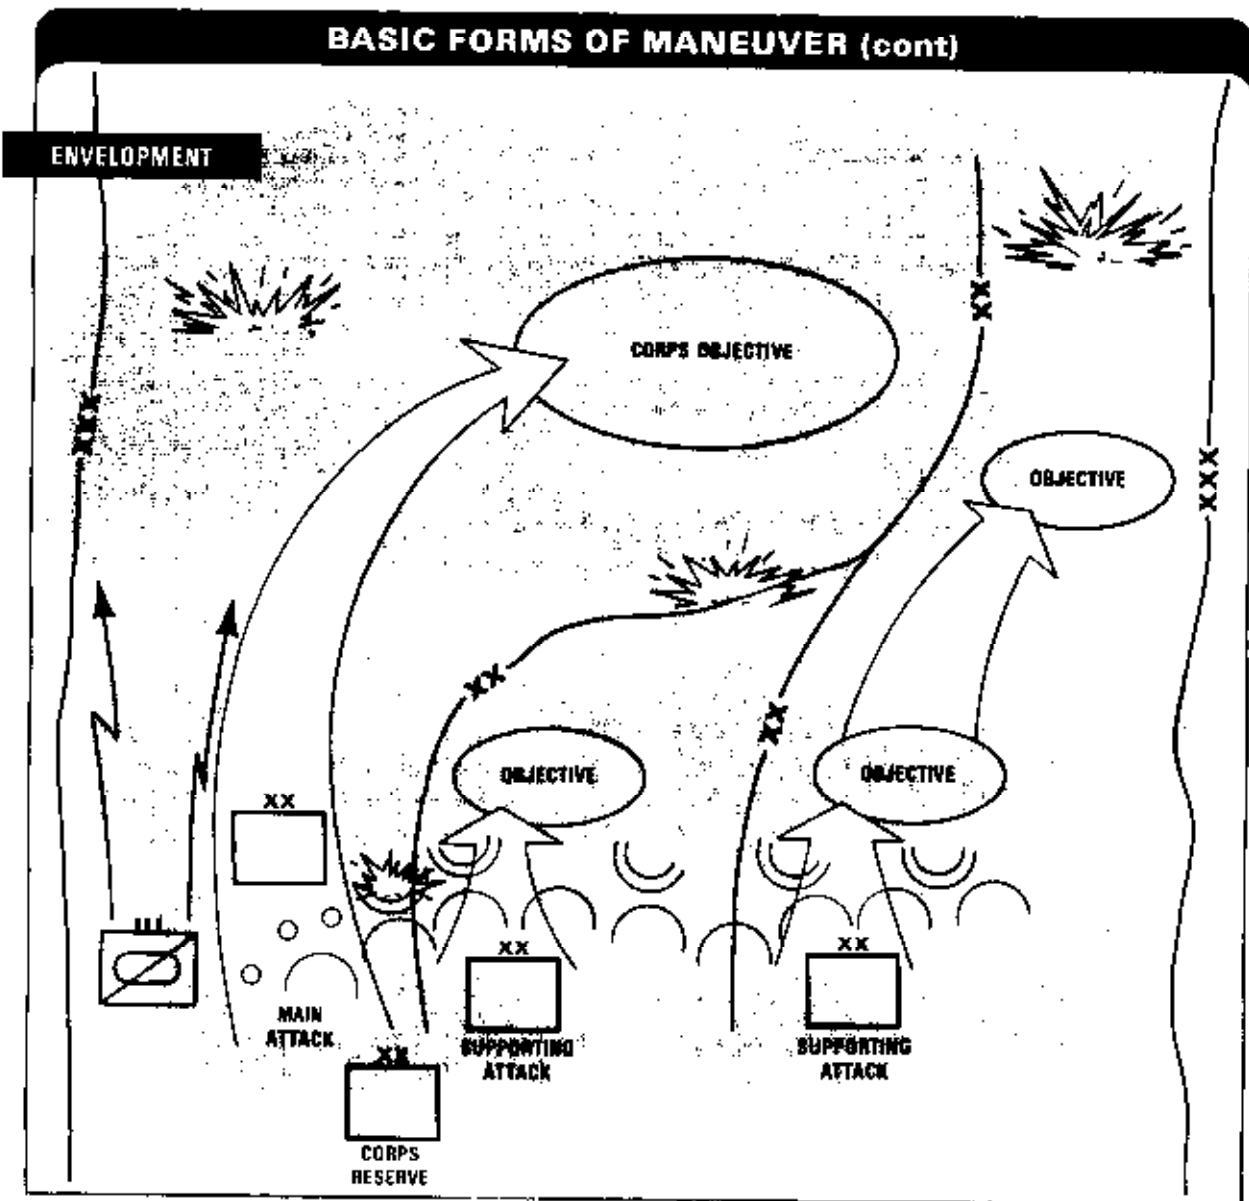 BASIC FORMS OF MANEUVER (cont)
ENVELOPMENT
XX
CORPS OBJECTIVE
XXX
OBJECTIVE
XXX
XX
XX
OBJECTIVE
OBJECTIVE
XX
III
XX
XX
MAIN
ATTACK
SUPPORTING
ATTACK
SUPPORTING
ATTACK
XX
CORPS
RESERVE